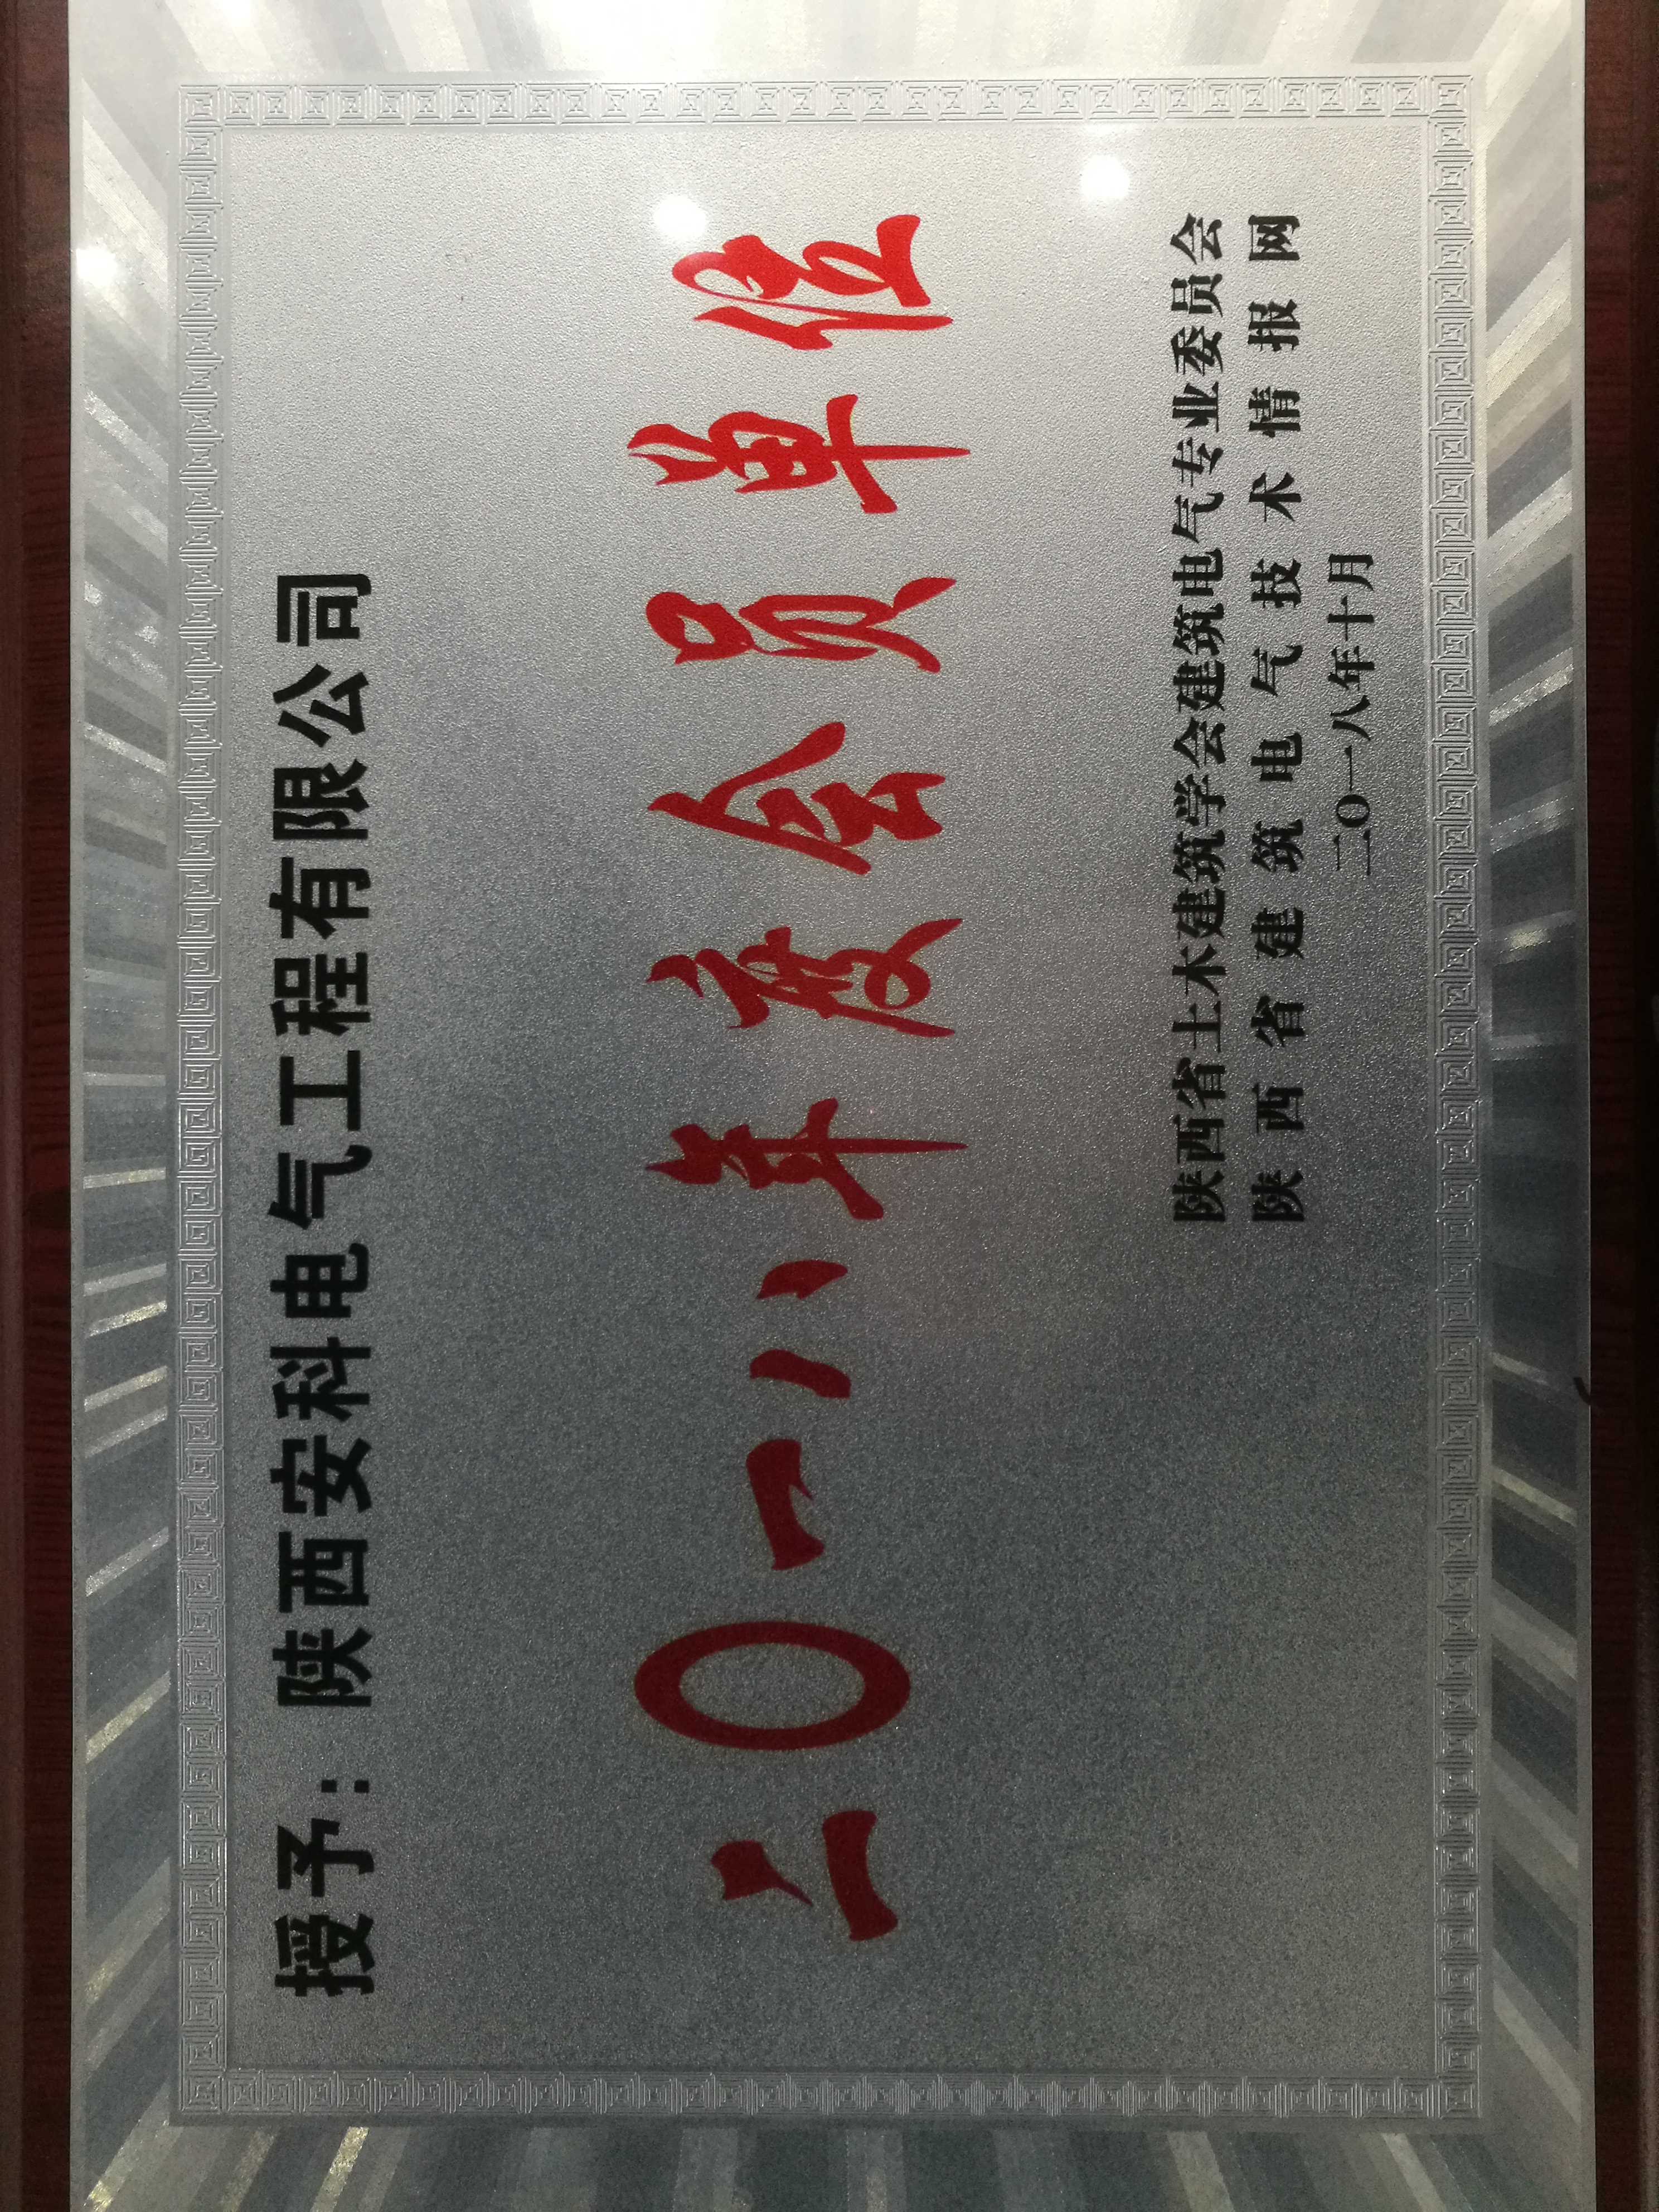 授予：陕西安科电气工程有限公司
二〇一八年度会员单位
陕西省土木建筑学会建筑电气专业委员会
陕西省建筑电气技术情报网
二〇一八年十月